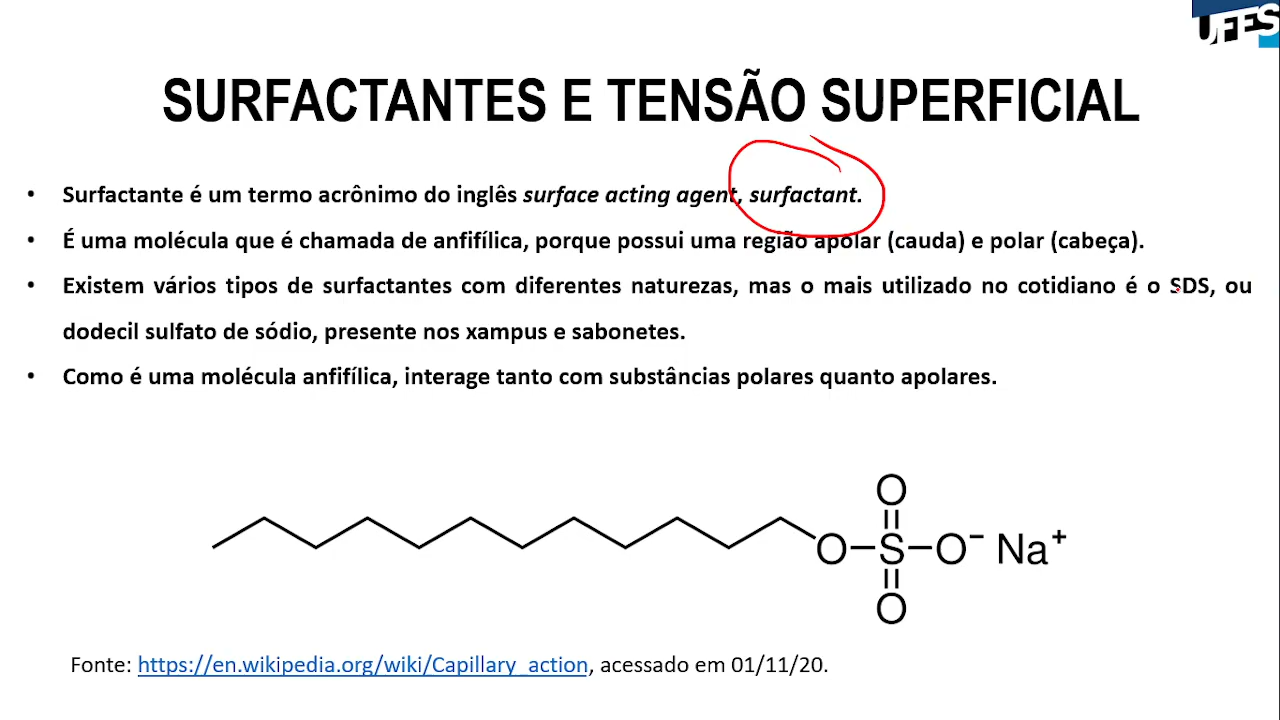 UFES
SURFACTANTES E TENSÃO SUPERFICIAL
• Surfactante é um termo acrônimo do inglês surface acting agent, surfactant.
• É uma molécula que é chamada de anfifílica, porque possui uma região apolar (cauda) e polar (cabeça).
• Existem vários tipos de surfactantes com diferentes naturezas, mas o mais utilizado no cotidiano é o SDS, ou
dodecil sulfato de sódio, presente nos xampus e sabonetes.
• Como é uma molécula anfifílica, interage tanto com substâncias polares quanto apolares.
O
O S O⁻ Na⁺
O
Fonte: https://en.wikipedia.org/wiki/Capillary_action, acessado em 01/11/20.